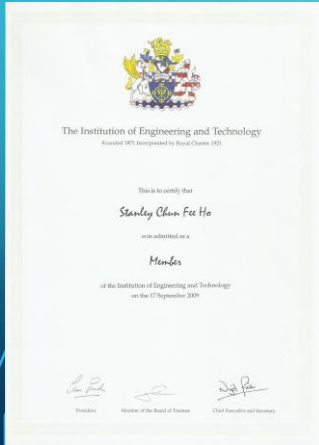 The Institution of Engineering and Technology
Founded 1871 Incorporated by Royal Charter 1921
This is to certify that
Stanley Chun Fee Ho
was admitted as a
Member
of the Institution of Engineering and Technology
on the 17 September 2009
President
Member of the Board of Trustees
Chief Executive and Secretary